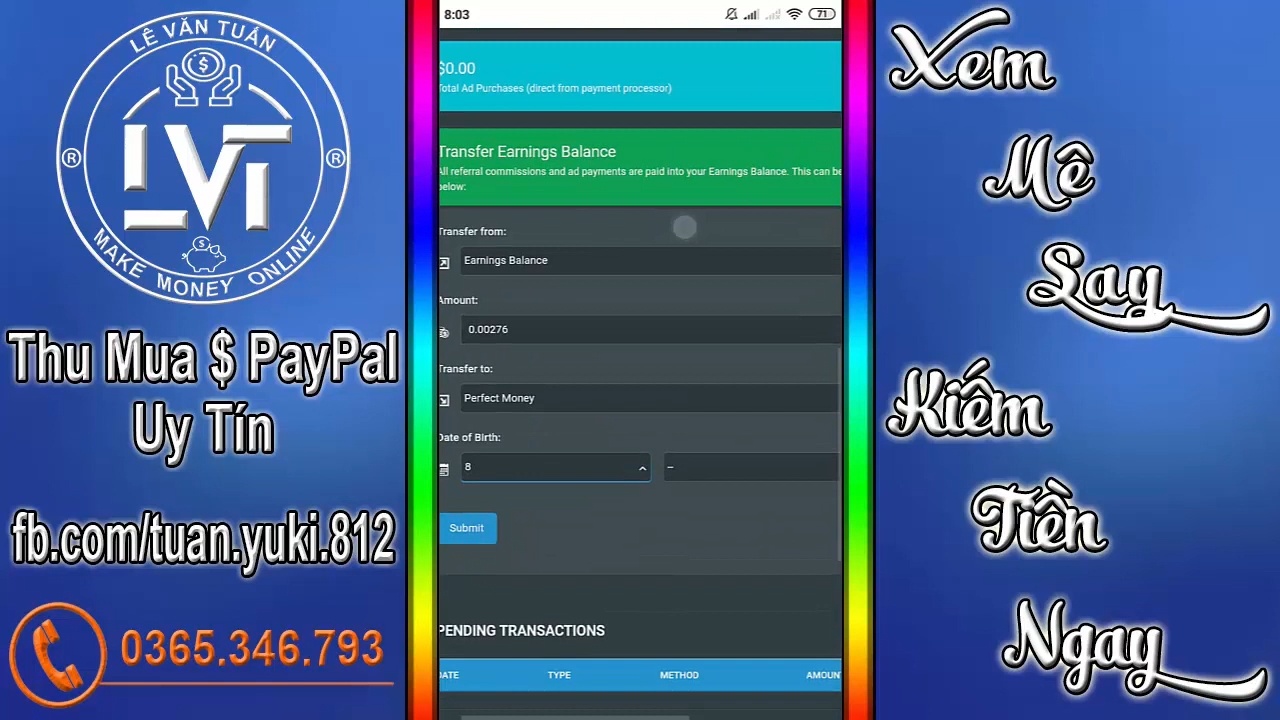 LÊ VĂN TUẤN
LVT
MAKE MONEY ONLINE
Thu Mua $ PayPal
Uy Tín
fb.com/tuan.yuki.812
0365.346.793
8:03
71
$0.00
Total Ad Purchases (direct from payment processor)
Transfer Earnings Balance
All referral commissions and ad payments are paid into your Earnings Balance. This can be
below:
Transfer from:
Earnings Balance
Amount:
0.00276
Transfer to:
Perfect Money
Date of Birth:
8
–
Submit
PENDING TRANSACTIONS
DATE TYPE METHOD AMOUN
Xem
Mê
Say
Kiếm
Tiền
Ngay